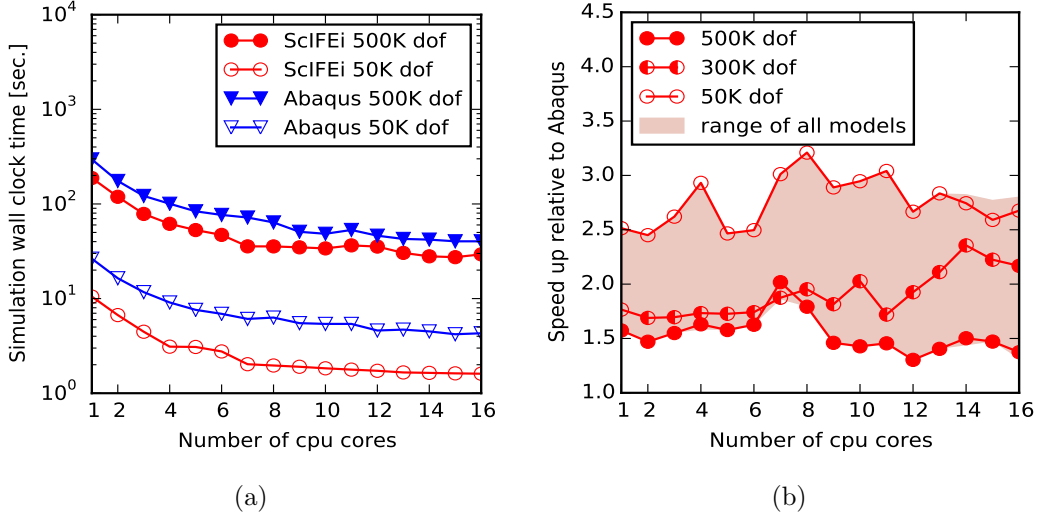 Simulation wall clock time [sec.]
10^4
10^3
10^2
10^1
10^0
ScIFEi 500K dof
ScIFEi 50K dof
Abaqus 500K dof
Abaqus 50K dof
1 2 4 6 8 10 12 14 16
Number of cpu cores
(a)
Speed up relative to Abaqus
4.5
4.0
3.5
3.0
2.5
2.0
1.5
1.0
500K dof
300K dof
50K dof
range of all models
1 2 4 6 8 10 12 14 16
Number of cpu cores
(b)